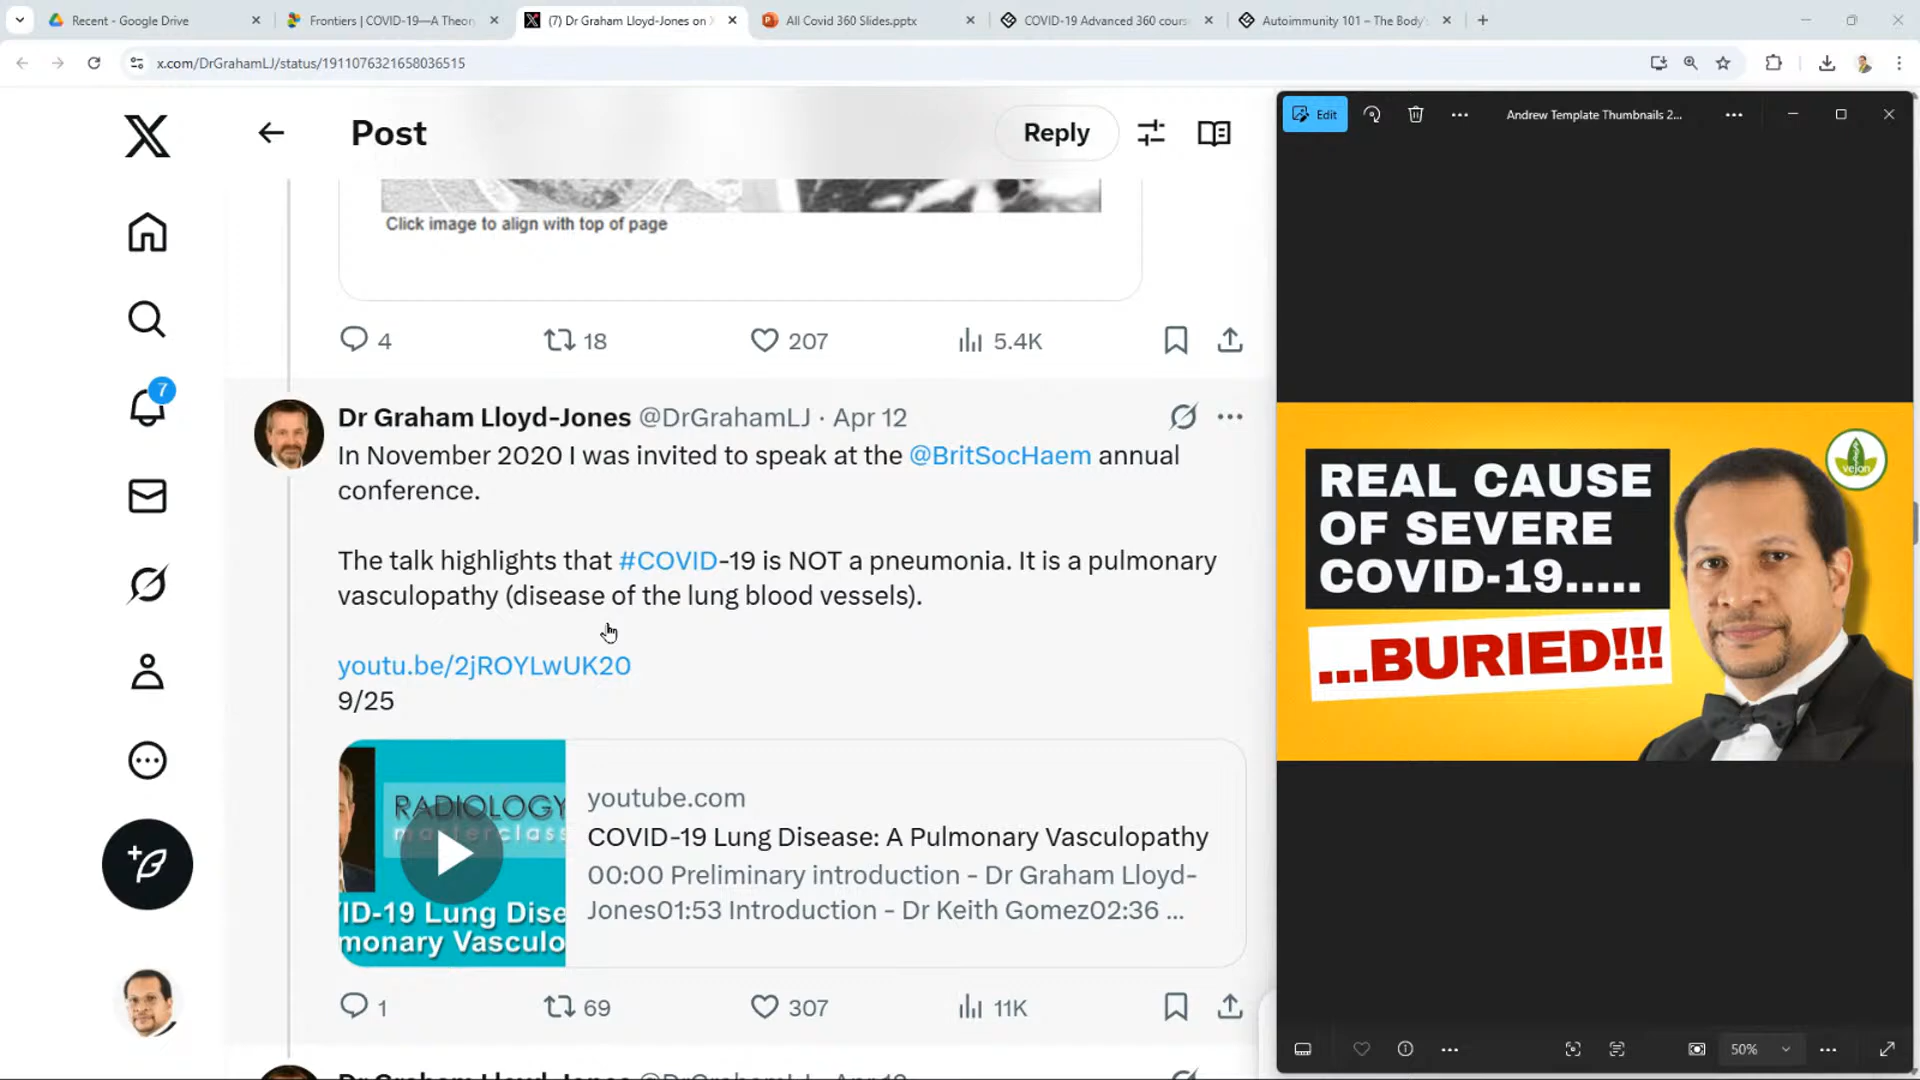 Recent - Google Drive
Frontiers | COVID-19—A Theory
(7) Dr Graham Lloyd-Jones on X
All Covid 360 Slides.pptx
COVID-19 Advanced 360 cours
Autoimmunity 101 – The Body's
x.com/DrGrahamLJ/status/1911076321658036515
Post
Reply
Click image to align with top of page
4
18
207
5.4K
7
Dr Graham Lloyd-Jones @DrGrahamLJ · Apr 12
In November 2020 I was invited to speak at the @BritSocHaem annual
conference.
The talk highlights that #COVID-19 is NOT a pneumonia. It is a pulmonary
vasculopathy (disease of the lung blood vessels).
youtu.be/2jROYLwUK20
9/25
RADIOLOGY
masterclass
ID-19 Lung Dise
monary Vasculo
youtube.com
COVID-19 Lung Disease: A Pulmonary Vasculopathy
00:00 Preliminary introduction - Dr Graham Lloyd-
Jones01:53 Introduction - Dr Keith Gomez02:36 ...
1
69
307
11K
Dr Graham Lloyd-Jones @DrGrahamLJ · Apr 12
Edit
Andrew Template Thumbnails 2...
vejon
REAL CAUSE
OF SEVERE
COVID-19.....
...BURIED!!!
50%